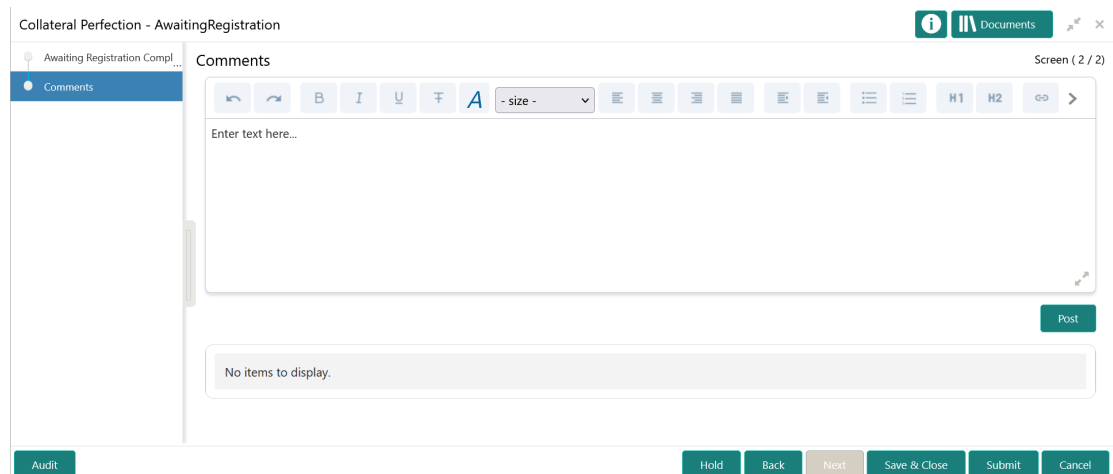 Collateral Perfection - AwaitingRegistration
Documents
Awaiting Registration Compl...
Comments
Comments
Screen ( 2 / 2)
B I U T A - size - H1 H2
Enter text here...
Post
No items to display.
Audit
Hold Back Next Save & Close Submit Cancel